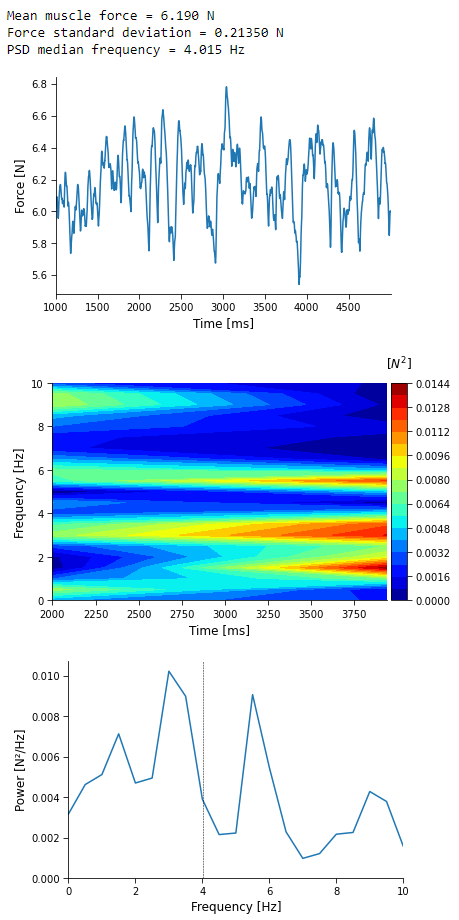 Mean muscle force = 6.190 N
Force standard deviation = 0.21350 N
PSD median frequency = 4.015 Hz
6.8
6.6
6.4
6.2
6.0
5.8
5.6
Force [N]
1000 1500 2000 2500 3000 3500 4000 4500
Time [ms]
[N²]
10
8
6
4
2
0
Frequency [Hz]
2000 2250 2500 2750 3000 3250 3500 3750
Time [ms]
0.0144
0.0128
0.0112
0.0096
0.0080
0.0064
0.0048
0.0032
0.0016
0.0000
0.010
0.008
0.006
0.004
0.002
0.000
Power [N²/Hz]
0 2 4 6 8 10
Frequency [Hz]